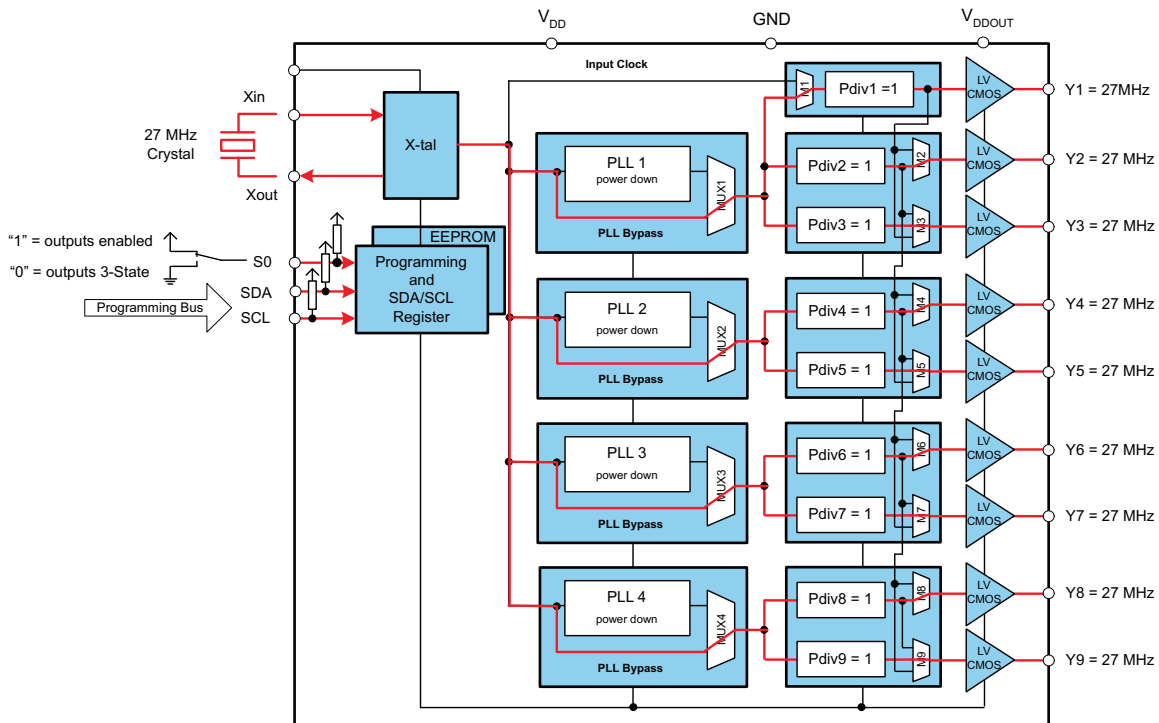 V_DD
GND
V_DDOUT
Input Clock
Xin
27 MHz
Crystal
Xout
X-tal
M1
Pdiv1 =1
LV
CMOS
Y1 = 27MHz
PLL 1
power down
MUX1
PLL Bypass
Pdiv2 = 1
M2
LV
CMOS
Y2 = 27 MHz
Pdiv3 = 1
M3
LV
CMOS
Y3 = 27 MHz
“1” = outputs enabled
“0” = outputs 3-State
S0
SDA
SCL
Programming Bus
EEPROM
Programming
and
SDA/SCL
Register
PLL 2
power down
MUX2
PLL Bypass
Pdiv4 = 1
M4
LV
CMOS
Y4 = 27 MHz
Pdiv5 = 1
M5
LV
CMOS
Y5 = 27 MHz
PLL 3
power down
MUX3
PLL Bypass
Pdiv6 = 1
M6
LV
CMOS
Y6 = 27 MHz
Pdiv7 = 1
M7
LV
CMOS
Y7 = 27 MHz
PLL 4
power down
MUX4
PLL Bypass
Pdiv8 = 1
M8
LV
CMOS
Y8 = 27 MHz
Pdiv9 = 1
M9
LV
CMOS
Y9 = 27 MHz